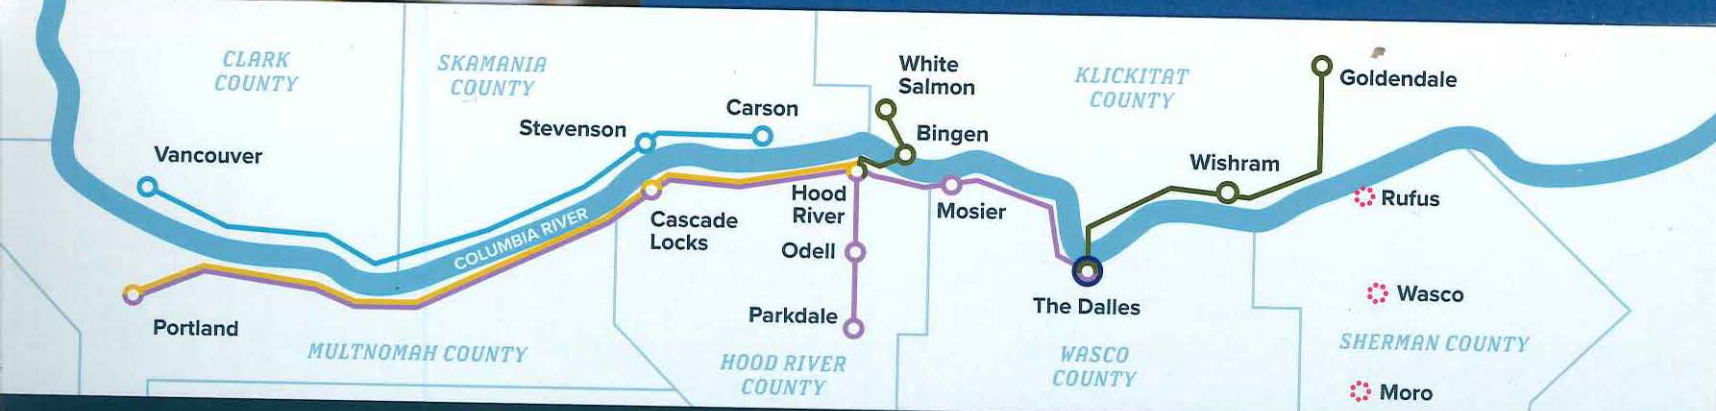 CLARK
COUNTY
SKAMANIA
COUNTY
White
Salmon
KLICKITAT
COUNTY
Goldendale
Carson
Stevenson
Bingen
Vancouver
Wishram
Hood
River
Rufus
Mosier
Cascade
Locks
COLUMBIA RIVER
Odell
Wasco
The Dalles
Portland
Parkdale
MULTNOMAH COUNTY
HOOD RIVER
COUNTY
WASCO
COUNTY
SHERMAN COUNTY
Moro